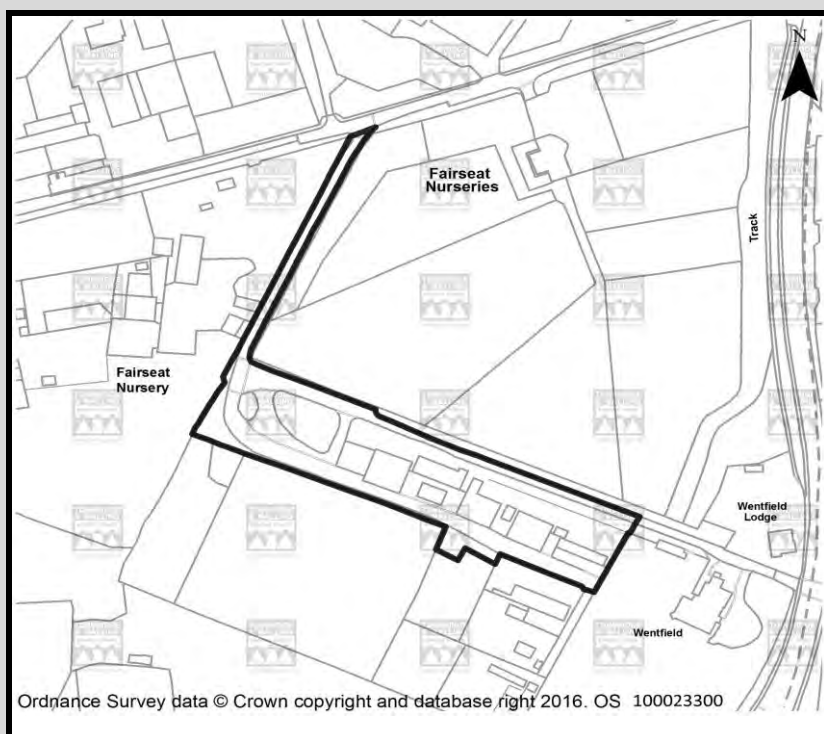 N
Fairseat
Nurseries
Track
Fairseat
Nursery
Wentfield
Lodge
Wentfield
Ordnance Survey data © Crown copyright and database right 2016. OS 100023300